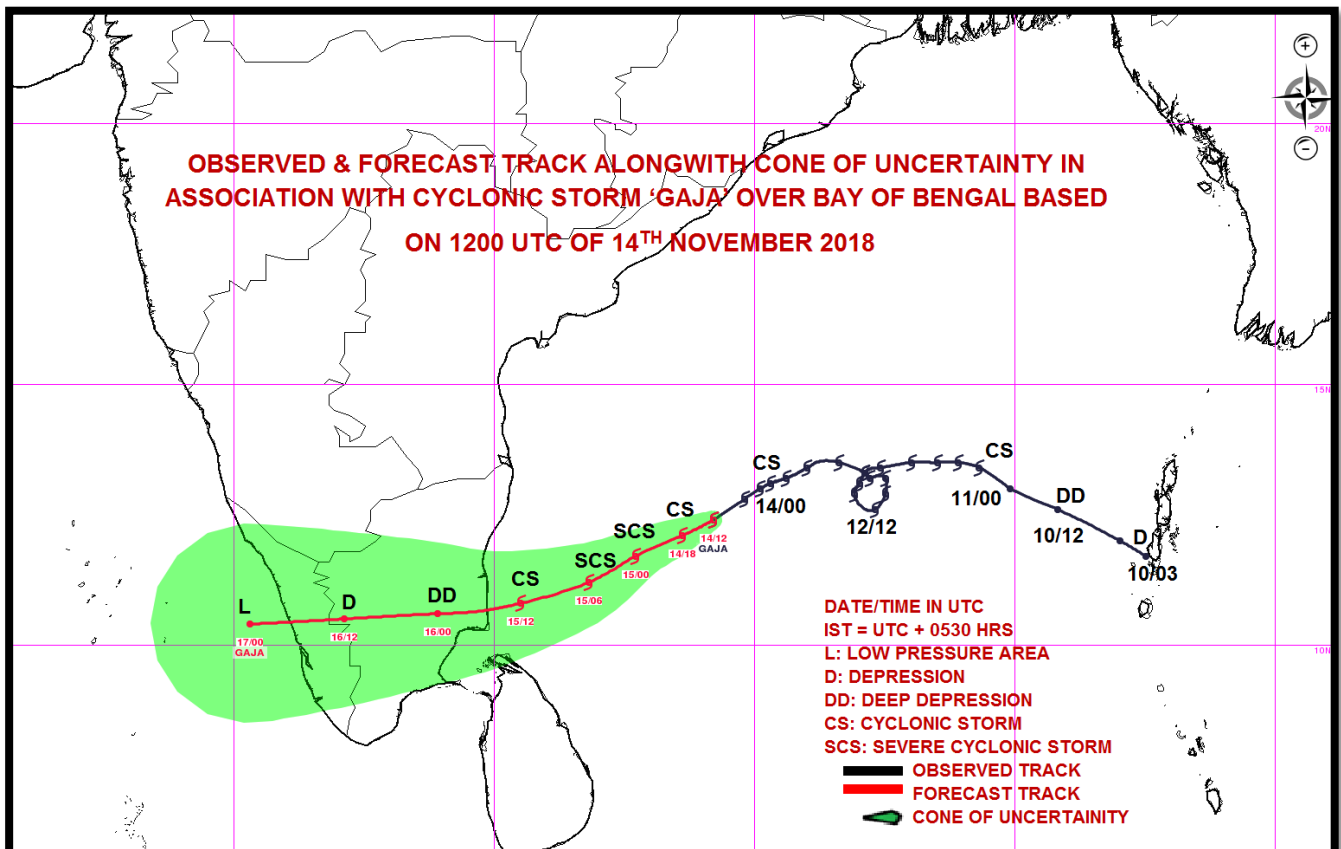 OBSERVED & FORECAST TRACK ALONGWITH CONE OF UNCERTAINTY IN
ASSOCIATION WITH CYCLONIC STORM ‘GAJA’ OVER BAY OF BENGAL BASED
ON 1200 UTC OF 14TH NOVEMBER 2018
+
−
20N
15N
10N
CS
14/00
12/12
CS
11/00
DD
10/12
D
10/03
CS
14/12
GAJA
14/18
SCS
15/00
SCS
15/06
CS
15/12
DD
16/00
D
16/12
L
17/00
GAJA
DATE/TIME IN UTC
IST = UTC + 0530 HRS
L: LOW PRESSURE AREA
D: DEPRESSION
DD: DEEP DEPRESSION
CS: CYCLONIC STORM
SCS: SEVERE CYCLONIC STORM
OBSERVED TRACK
FORECAST TRACK
CONE OF UNCERTAINITY